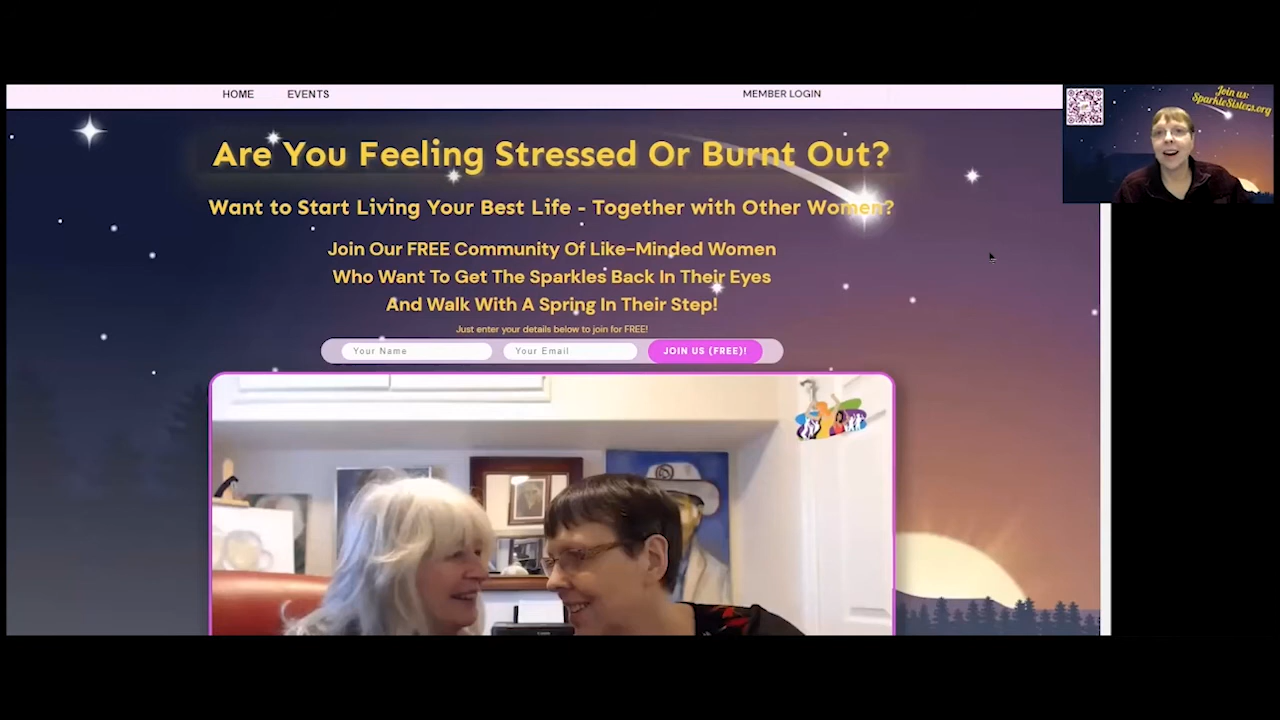 HOME EVENTS MEMBER LOGIN
Join us:
SparkleSisters.org
Are You Feeling Stressed Or Burnt Out?
Want to Start Living Your Best Life - Together with Other Women?
Join Our FREE Community Of Like-Minded Women
Who Want To Get The Sparkles Back In Their Eyes
And Walk With A Spring In Their Step!
Just enter your details below to join for FREE!
Your Name Your Email JOIN US (FREE)!